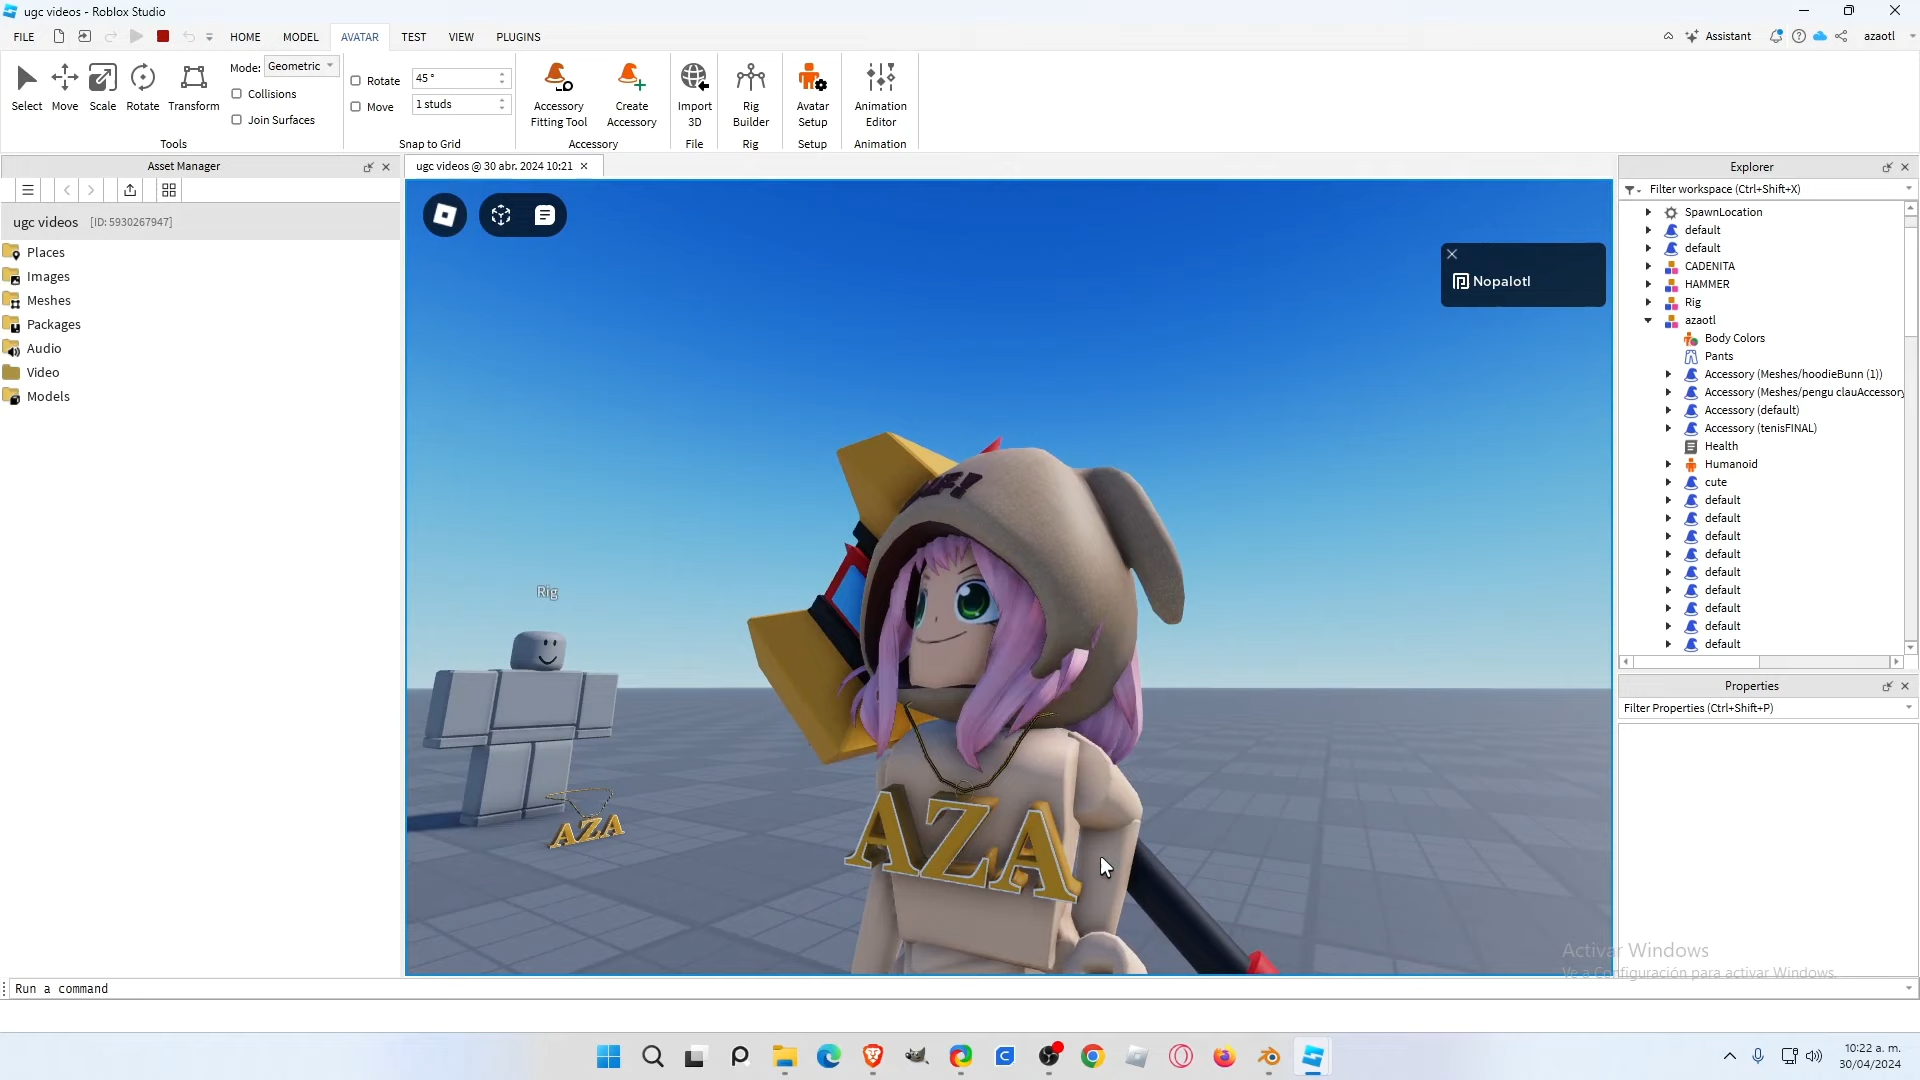 ugc videos - Roblox Studio
FILE HOME MODEL AVATAR TEST VIEW PLUGINS Assistant azaotl
Select Move Scale Rotate Transform
Mode: Geometric
Collisions
Join Surfaces
Tools
Rotate 45 °
Move 1 studs
Snap to Grid
Accessory Fitting Tool
Create Accessory
Accessory
Import 3D
File
Rig Builder
Rig
Avatar Setup
Setup
Animation Editor
Animation
Asset Manager
ugc videos [ID: 5930267947]
Places
Images
Meshes
Packages
Audio
Video
Models
ugc videos @ 30 abr. 2024 10:21
Nopalotl
Rig
AZA
AZA
Explorer
Filter workspace (Ctrl+Shift+X)
SpawnLocation
default
default
CADENITA
HAMMER
Rig
azaotl
Body Colors
Pants
Accessory (Meshes/hoodieBunn (1))
Accessory (Meshes/pengu clauAccessory
Accessory (default)
Accessory (tenisFINAL)
Health
Humanoid
cute
default
default
default
default
default
default
default
default
default
Properties
Filter Properties (Ctrl+Shift+P)
Activar Windows
Ve a Configuración para activar Windows.
Run a command
10:22 a. m.
30/04/2024